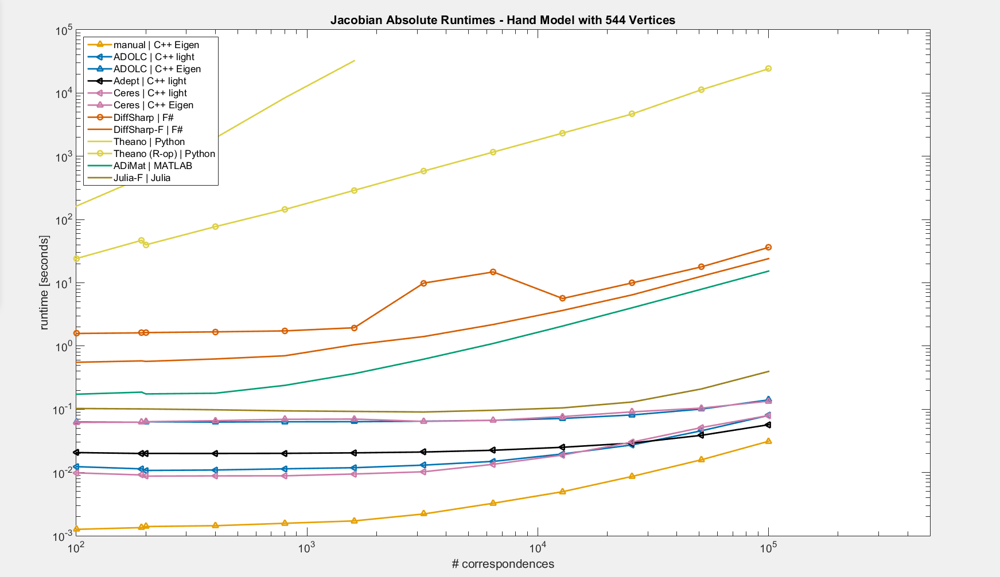 Jacobian Absolute Runtimes - Hand Model with 544 Vertices
10^5
10^4
10^3
10^2
10^1
10^0
10^-1
10^-2
10^-3
runtime [seconds]
manual | C++ Eigen
ADOLC | C++ light
ADOLC | C++ Eigen
Adept | C++ light
Ceres | C++ light
Ceres | C++ Eigen
DiffSharp | F#
DiffSharp-F | F#
Theano | Python
Theano (R-op) | Python
ADiMat | MATLAB
Julia-F | Julia
10^2 10^3 10^4 10^5
# correspondences